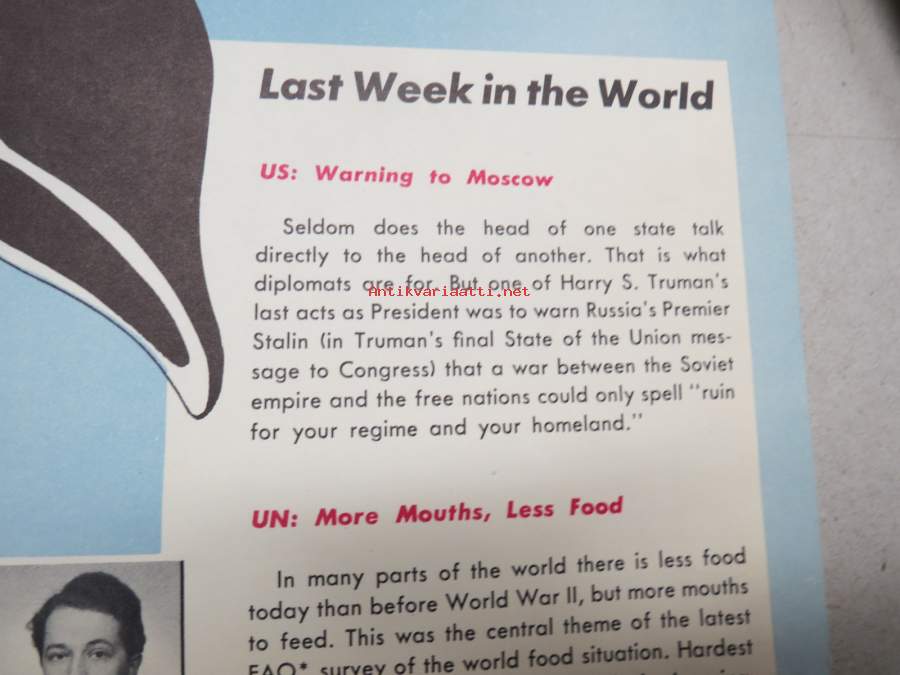 Last Week in the World
US: Warning to Moscow
Seldom does the head of one state talk
directly to the head of another. That is what
diplomats are for. But one of Harry S. Truman's
Antikvariaatti.net
last acts as President was to warn Russia's Premier
Stalin (in Truman's final State of the Union mes-
sage to Congress) that a war between the Soviet
empire and the free nations could only spell "ruin
for your regime and your homeland."
UN: More Mouths, Less Food
In many parts of the world there is less food
today than before World War II, but more mouths
to feed. This was the central theme of the latest
FAO* survey of the world food situation. Hardest